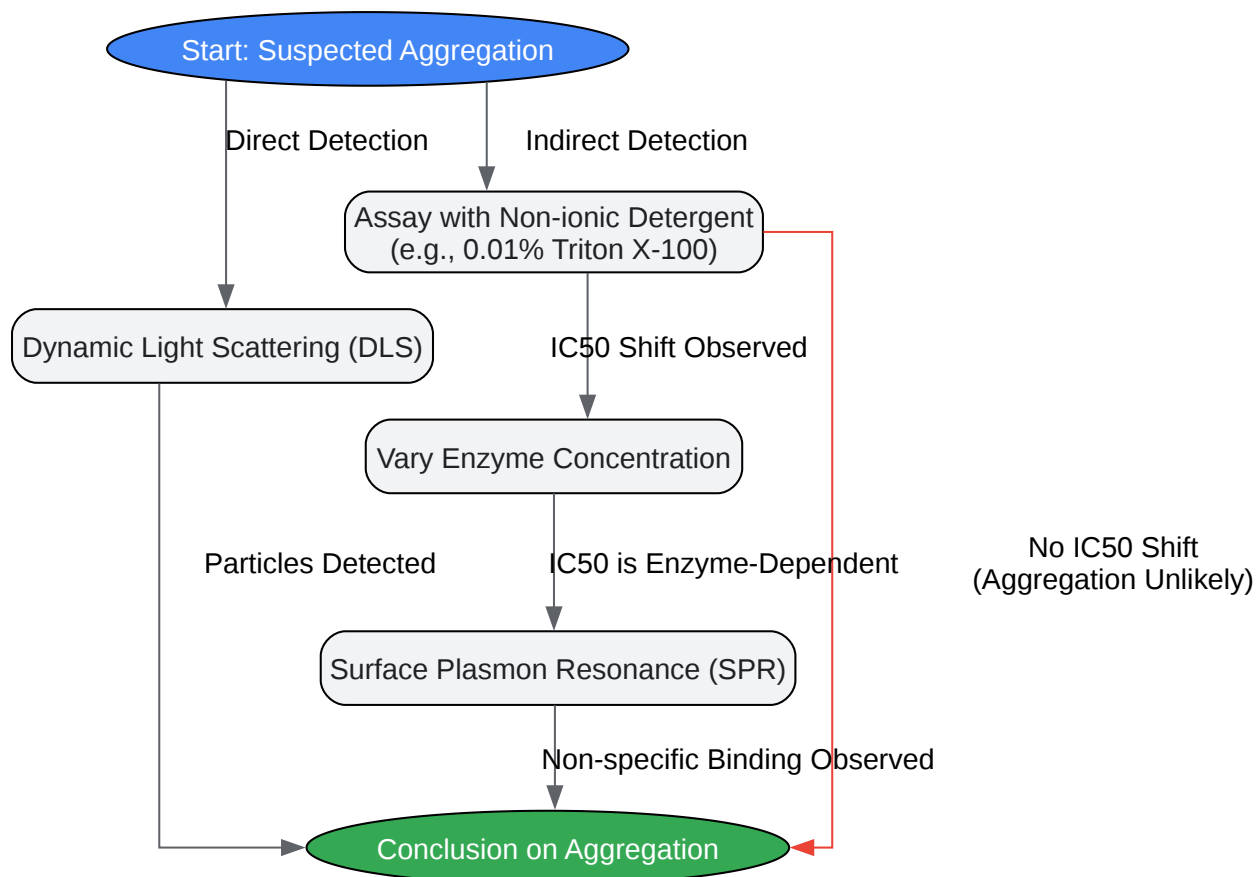 Start: Suspected Aggregation
Direct Detection
Indirect Detection
Assay with Non-ionic Detergent
(e.g., 0.01% Triton X-100)
Dynamic Light Scattering (DLS)
IC50 Shift Observed
Vary Enzyme Concentration
Particles Detected
IC50 is Enzyme-Dependent
No IC50 Shift
(Aggregation Unlikely)
Surface Plasmon Resonance (SPR)
Non-specific Binding Observed
Conclusion on Aggregation